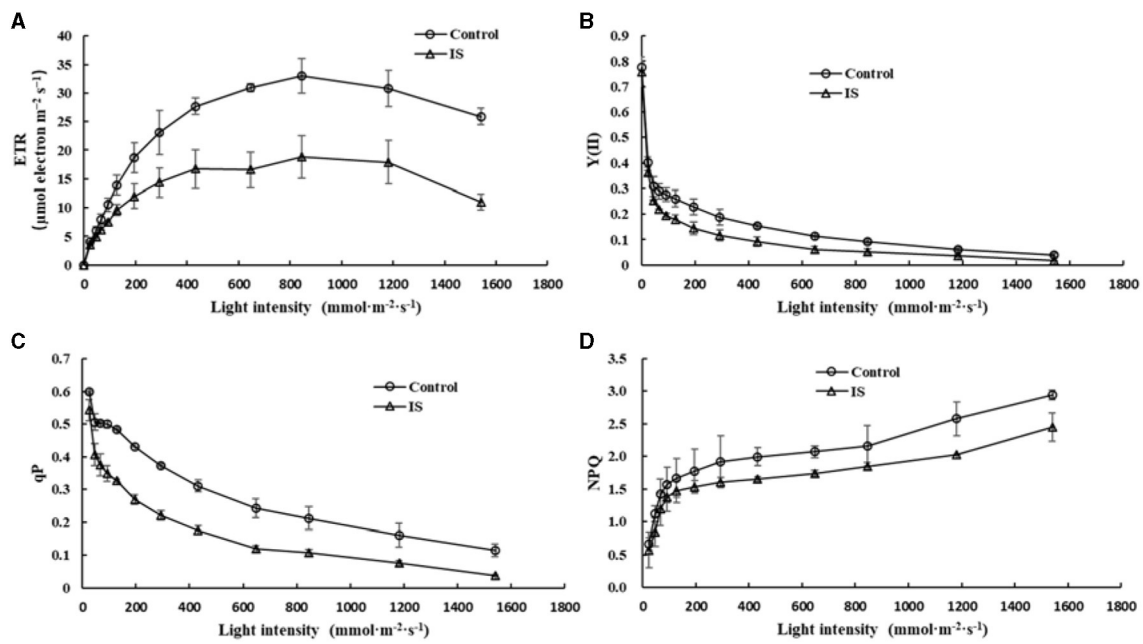 A
Control
IS
40
35
30
25
20
15
10
5
0
ETR
(μmol electron m⁻² s⁻¹)
0 200 400 600 800 1000 1200 1400 1600 1800
Light intensity (mmol·m⁻²·s⁻¹)
B
Control
IS
0.9
0.8
0.7
0.6
0.5
0.4
0.3
0.2
0.1
0
Y(II)
0 200 400 600 800 1000 1200 1400 1600 1800
Light intensity (mmol·m⁻²·s⁻¹)
C
Control
IS
0.7
0.6
0.5
0.4
0.3
0.2
0.1
0
qP
0 200 400 600 800 1000 1200 1400 1600 1800
Light intensity (mmol·m⁻²·s⁻¹)
D
Control
IS
3.5
3.0
2.5
2.0
1.5
1.0
0.5
0.0
NPQ
0 200 400 600 800 1000 1200 1400 1600 1800
Light intensity (mmol·m⁻²·s⁻¹)